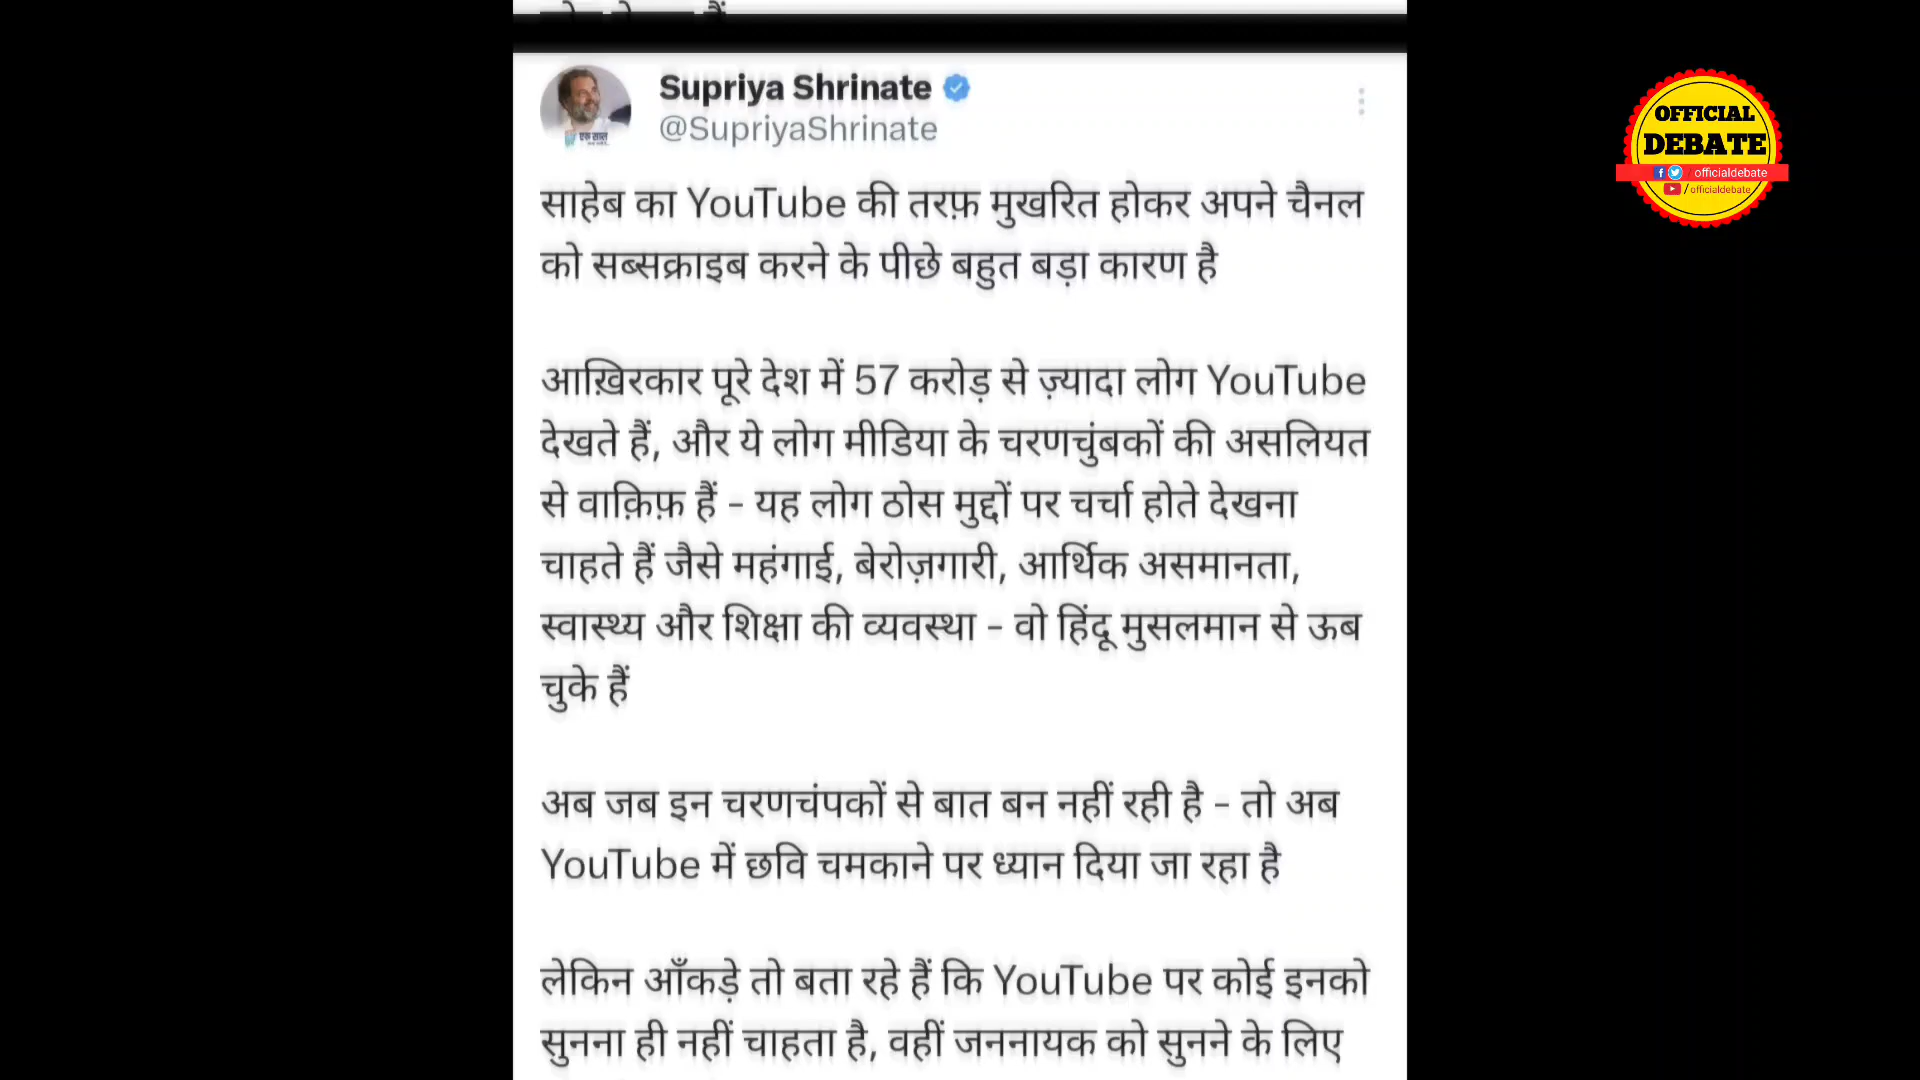 Supriya Shrinate
@SupriyaShrinate
साहेब का YouTube की तरफ़ मुखरित होकर अपने चैनल
को सब्सक्राइब करने के पीछे बहुत बड़ा कारण है
आख़िरकार पूरे देश में 57 करोड़ से ज़्यादा लोग YouTube
देखते हैं, और ये लोग मीडिया के चरणचुंबकों की असलियत
से वाक़िफ़ हैं - यह लोग ठोस मुद्दों पर चर्चा होते देखना
चाहते हैं जैसे महंगाई, बेरोज़गारी, आर्थिक असमानता,
स्वास्थ्य और शिक्षा की व्यवस्था - वो हिंदू मुसलमान से ऊब
चुके हैं
अब जब इन चरणचंपकों से बात बन नहीं रही है - तो अब
YouTube में छवि चमकाने पर ध्यान दिया जा रहा है
लेकिन आँकड़े तो बता रहे हैं कि YouTube पर कोई इनको
सुनना ही नहीं चाहता है, वहीं जननायक को सुनने के लिए
OFFICIAL
DEBATE
/ officialdebate
/ officialdebate
एक साल